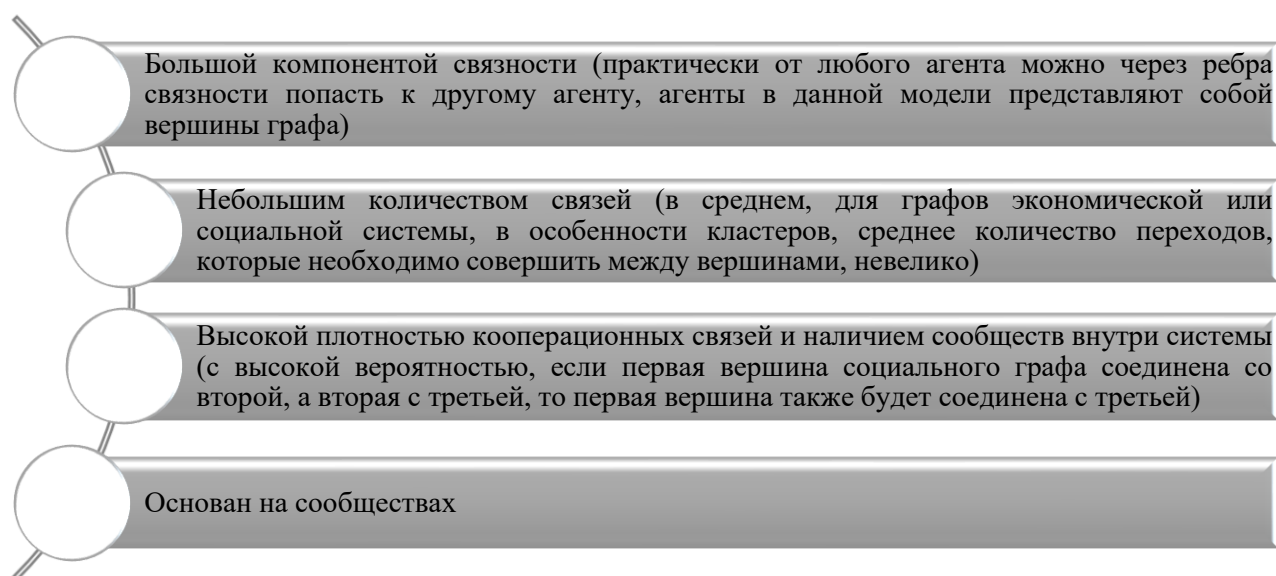 Большой компонентой связности (практически от любого агента можно через ребра
связности попасть к другому агенту, агенты в данной модели представляют собой
вершины графа)
Небольшим количеством связей (в среднем, для графов экономической или
социальной системы, в особенности кластеров, среднее количество переходов,
которые необходимо совершить между вершинами, невелико)
Высокой плотностью кооперационных связей и наличием сообществ внутри системы
(с высокой вероятностью, если первая вершина социального графа соединена со
второй, а вторая с третьей, то первая вершина также будет соединена с третьей)
Основан на сообществах